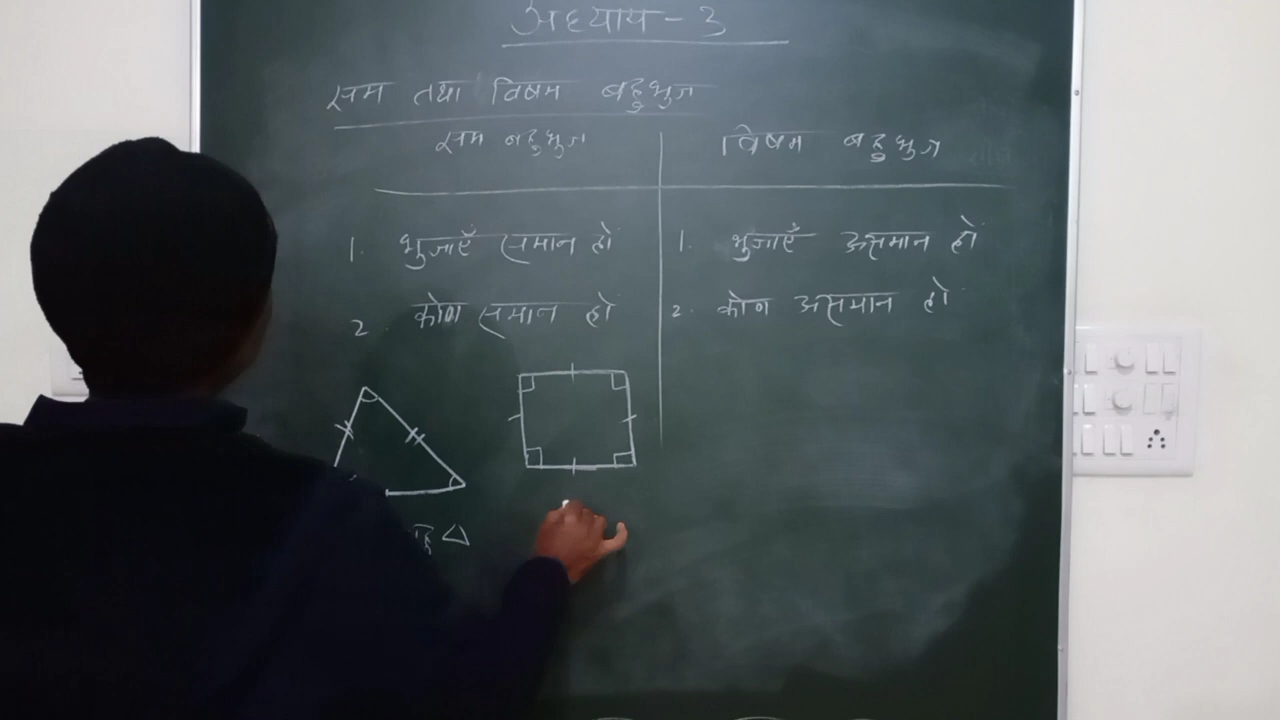 अध्याय - 3
सम तथा विषम बहुभुज
सम बहुभुज
विषम बहुभुज
1. भुजाएँ समान हों
2. कोण समान हों
1. भुजाएँ असमान हों
2. कोण असमान हों